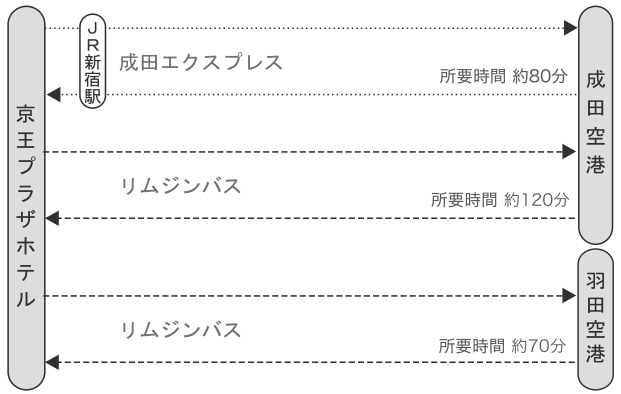 京王プラザホテル
JR新宿駅
成田エクスプレス
所要時間 約80分
リムジンバス
所要時間 約120分
成田空港
リムジンバス
所要時間 約70分
羽田空港